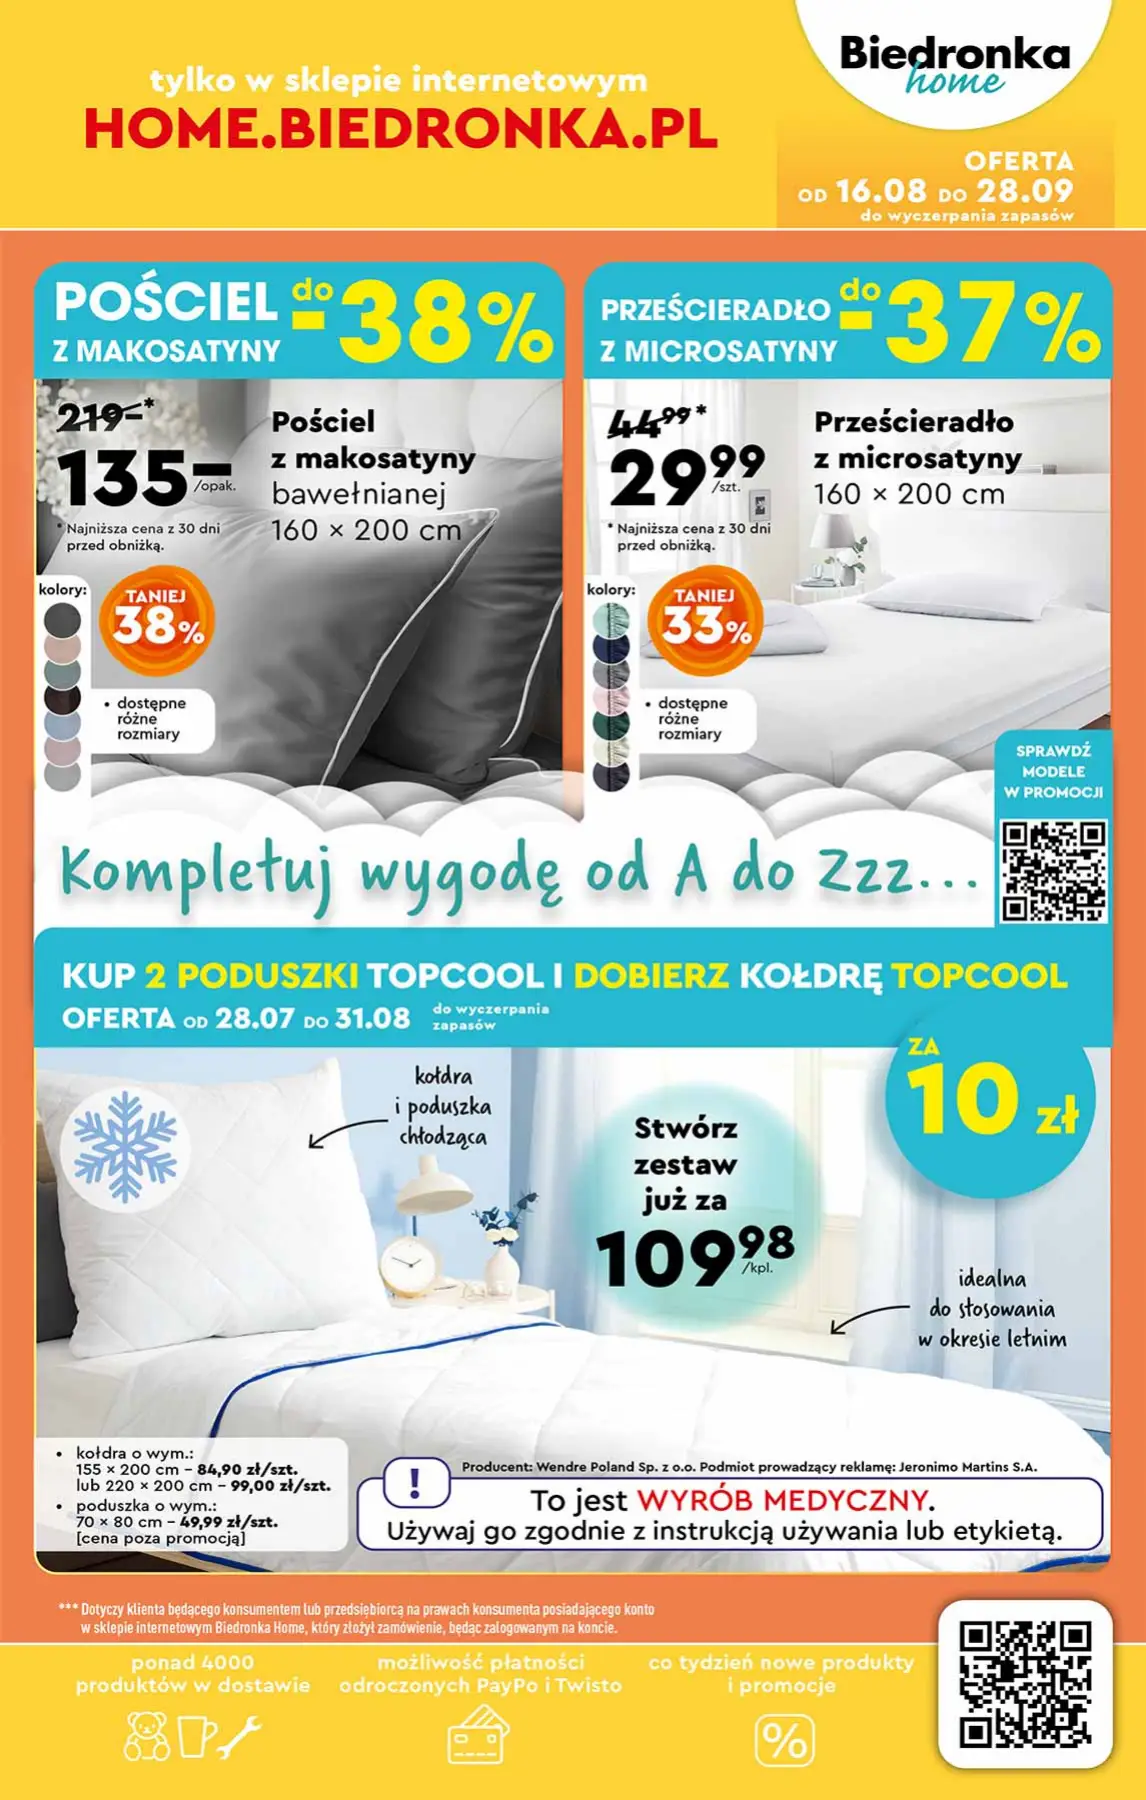 tylko w sklepie internetowym
HOME.BIEDRONKA.PL
Biedronka
home
OFERTA
OD 16.08 DO 28.09
do wyczerpania zapasów
POŚCIEL
Z MAKOSATYNY
do
-38%
219-*
135-
/opak.
* Najniższa cena z 30 dni
przed obniżką.
Pościel
z makosatyny
bawełnianej
160 × 200 cm
kolory:
TANIEJ
38%
• dostępne
różne
rozmiary
PRZEŚCIERADŁO
Z MICROSATYNY
do
-37%
4499*
2999
/szt.
* Najniższa cena z 30 dni
przed obniżką.
Prześcieradło
z microsatyny
160 × 200 cm
kolory:
TANIEJ
33%
• dostępne
różne
rozmiary
SPRAWDŹ
MODELE
W PROMOCJI
Kompletuj wygodę od A do Zzz...
KUP 2 PODUSZKI TOPCOOL I DOBIERZ KOŁDRĘ TOPCOOL
OFERTA OD 28.07 DO 31.08
do wyczerpania
zapasów
ZA
10 zł
kołdra
i poduszka
chłodząca
Stwórz
zestaw
już za
10998
/kpl.
idealna
do stosowania
w okresie letnim
• kołdra o wym.:
155 × 200 cm – 84,90 zł/szt.
lub 220 × 200 cm – 99,00 zł/szt.
• poduszka o wym.:
70 × 80 cm – 49,99 zł/szt.
[cena poza promocją]
Producent: Wendre Poland Sp. z o.o. Podmiot prowadzący reklamę: Jeronimo Martins S.A.
!
To jest WYRÓB MEDYCZNY.
Używaj go zgodnie z instrukcją używania lub etykietą.
*** Dotyczy klienta będącego konsumentem lub przedsiębiorcą na prawach konsumenta posiadającego konto
w sklepie internetowym Biedronka Home, który złożył zamówienie, będąc zalogowanym na koncie.
ponad 4000
produktów w dostawie
możliwość płatności
odroczonych PayPo i Twisto
co tydzień nowe produkty
i promocje
%